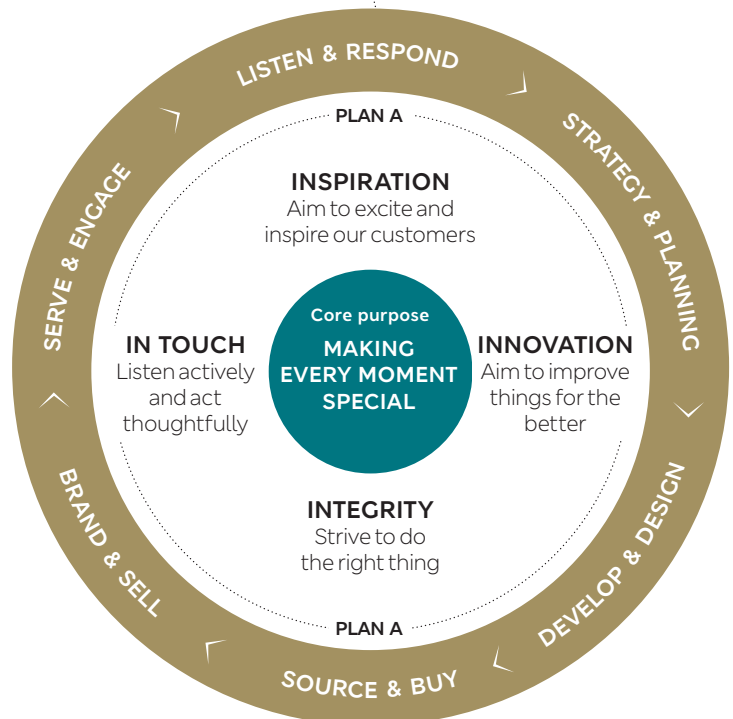 LISTEN & RESPOND
STRATEGY & PLANNING
DEVELOP & DESIGN
SOURCE & BUY
BRAND & SELL
SERVE & ENGAGE
PLAN A
INSPIRATION
Aim to excite and
inspire our customers
IN TOUCH
Listen actively
and act
thoughtfully
Core purpose
MAKING
EVERY MOMENT
SPECIAL
INNOVATION
Aim to improve
things for the
better
INTEGRITY
Strive to do
the right thing
PLAN A